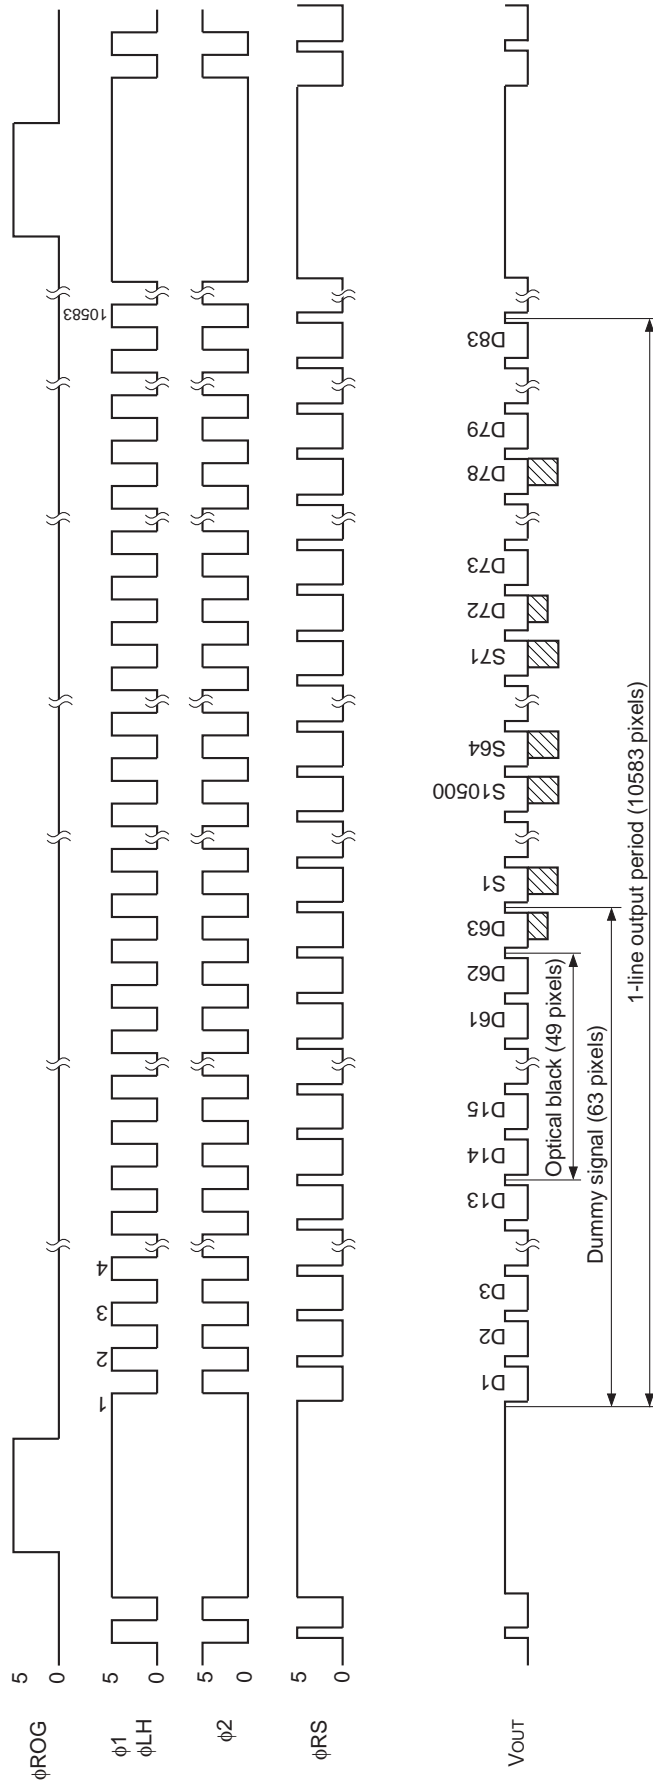 φROG
5
0
φ1
φLH
5
0
1
2
3
4
10583
φ2
5
0
φRS
5
0
VOUT
D1
D2
D3
D13
D14
D15
D61
D62
D63
S1
S10500
S64
S71
D72
D73
D78
D79
D83
Optical black (49 pixels)
Dummy signal (63 pixels)
1-line output period (10583 pixels)